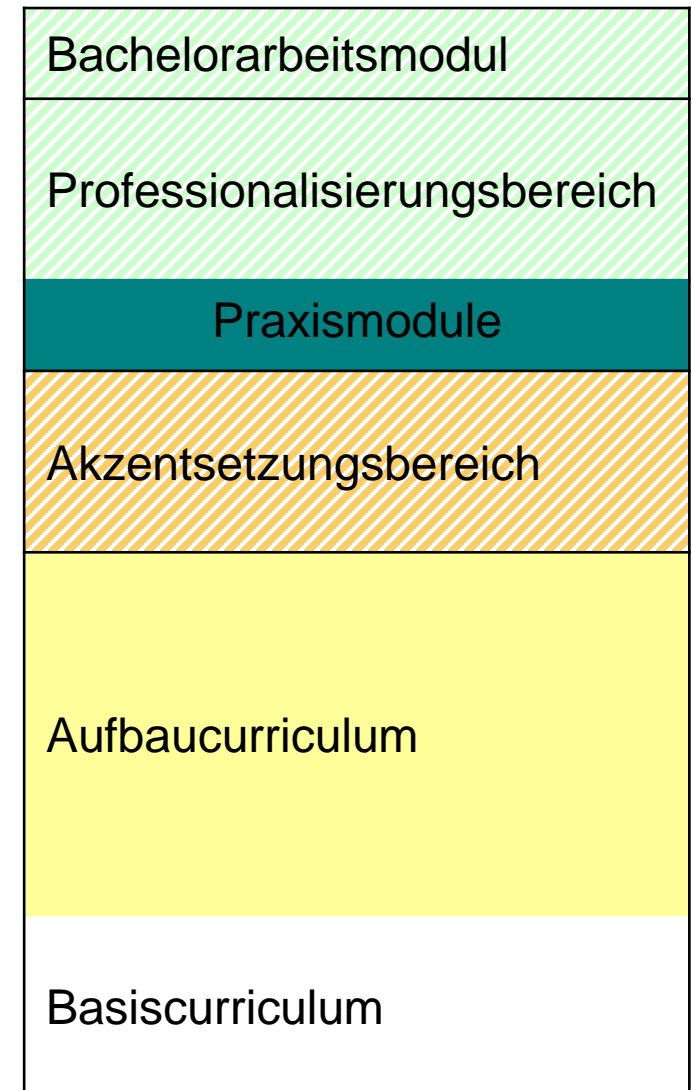 Bachelorarbeitsmodul
Professionalisierungsbereich
Praxismodule
Akzentsetzungsbereich
Aufbaucurriculum
Basiscurriculum